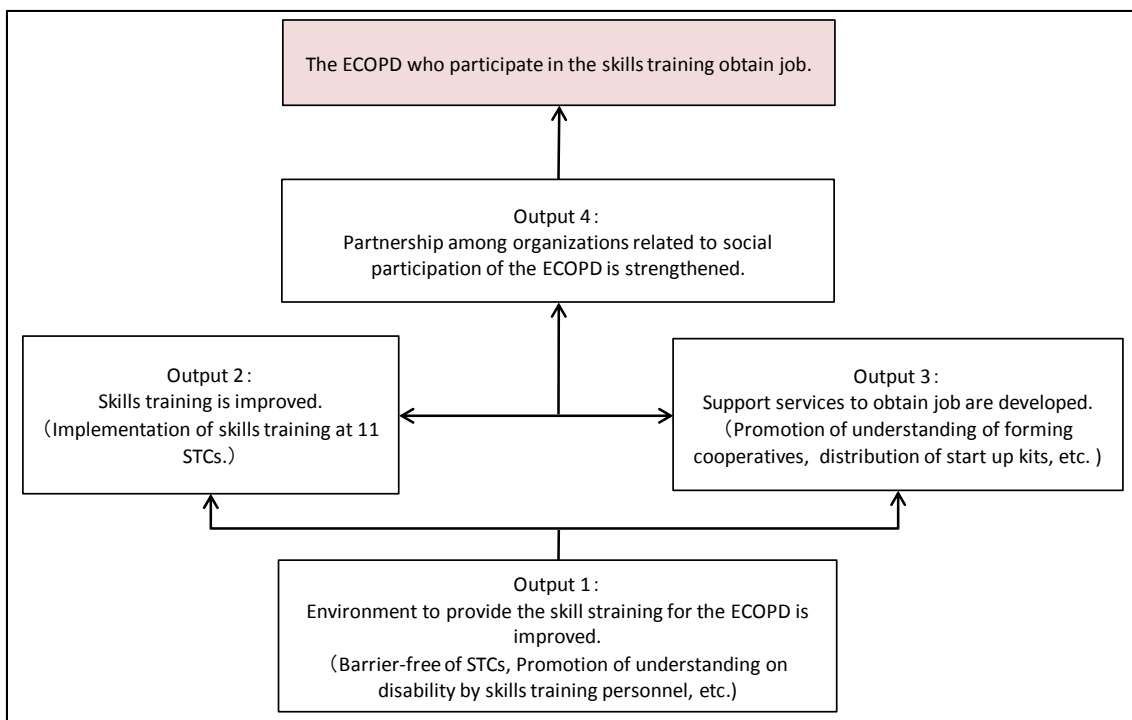 The ECOPD who participate in the skills training obtain job.
Output 4：
Partnership among organizations related to social
participation of the ECOPD is strengthened.
Output 2：
Skills training is improved.
（Implementation of skills training at 11
STCs.）
Output 3：
Support services to obtain job are developed.
（Promotion of understanding of forming
cooperatives, distribution of start up kits, etc. )
Output 1：
Environment to provide the skill straining for the ECOPD is
improved.
（Barrier-free of STCs, Promotion of understanding on
disability by skills training personnel, etc.)